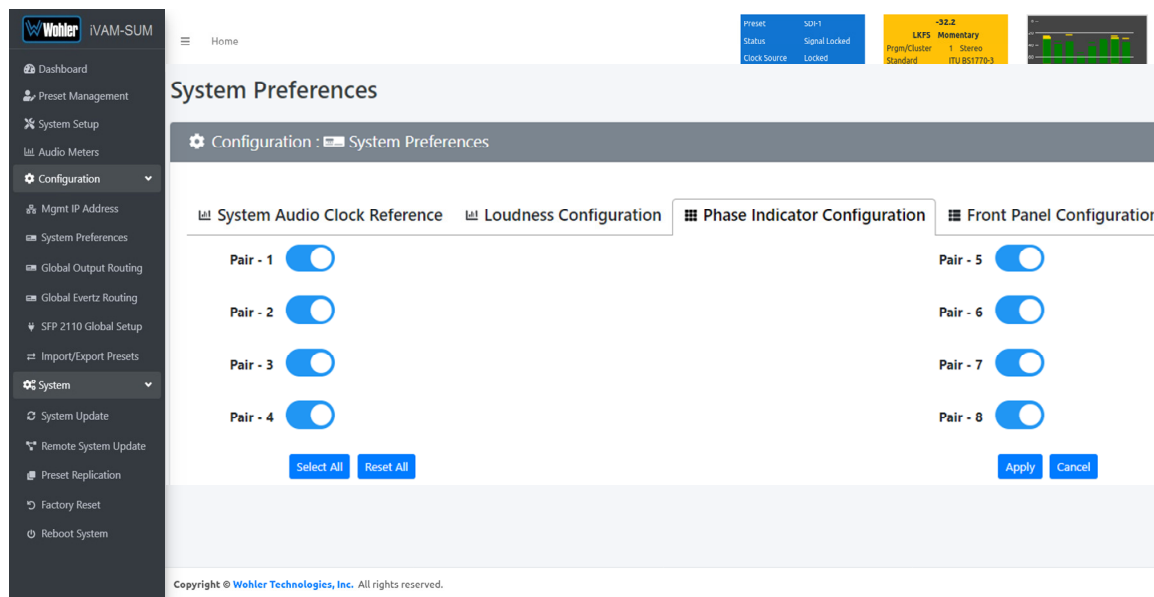 Wohler iVAM-SUM
Dashboard
Preset Management
System Setup
Audio Meters
Configuration
Mgmt IP Address
System Preferences
Global Output Routing
Global Evertz Routing
SFP 2110 Global Setup
Import/Export Presets
System
System Update
Remote System Update
Preset Replication
Factory Reset
Reboot System
Home
Preset SDI-1
Status Signal Locked
Clock Source Locked
-32.2
LKFS Momentary
Prgm/Cluster 1 Stereo
Standard ITU BS1770-3
System Preferences
Configuration : System Preferences
System Audio Clock Reference Loudness Configuration Phase Indicator Configuration Front Panel Configuration
Pair - 1 Pair - 5
Pair - 2 Pair - 6
Pair - 3 Pair - 7
Pair - 4 Pair - 8
Select All Reset All Apply Cancel
Copyright © Wohler Technologies, Inc. All rights reserved.